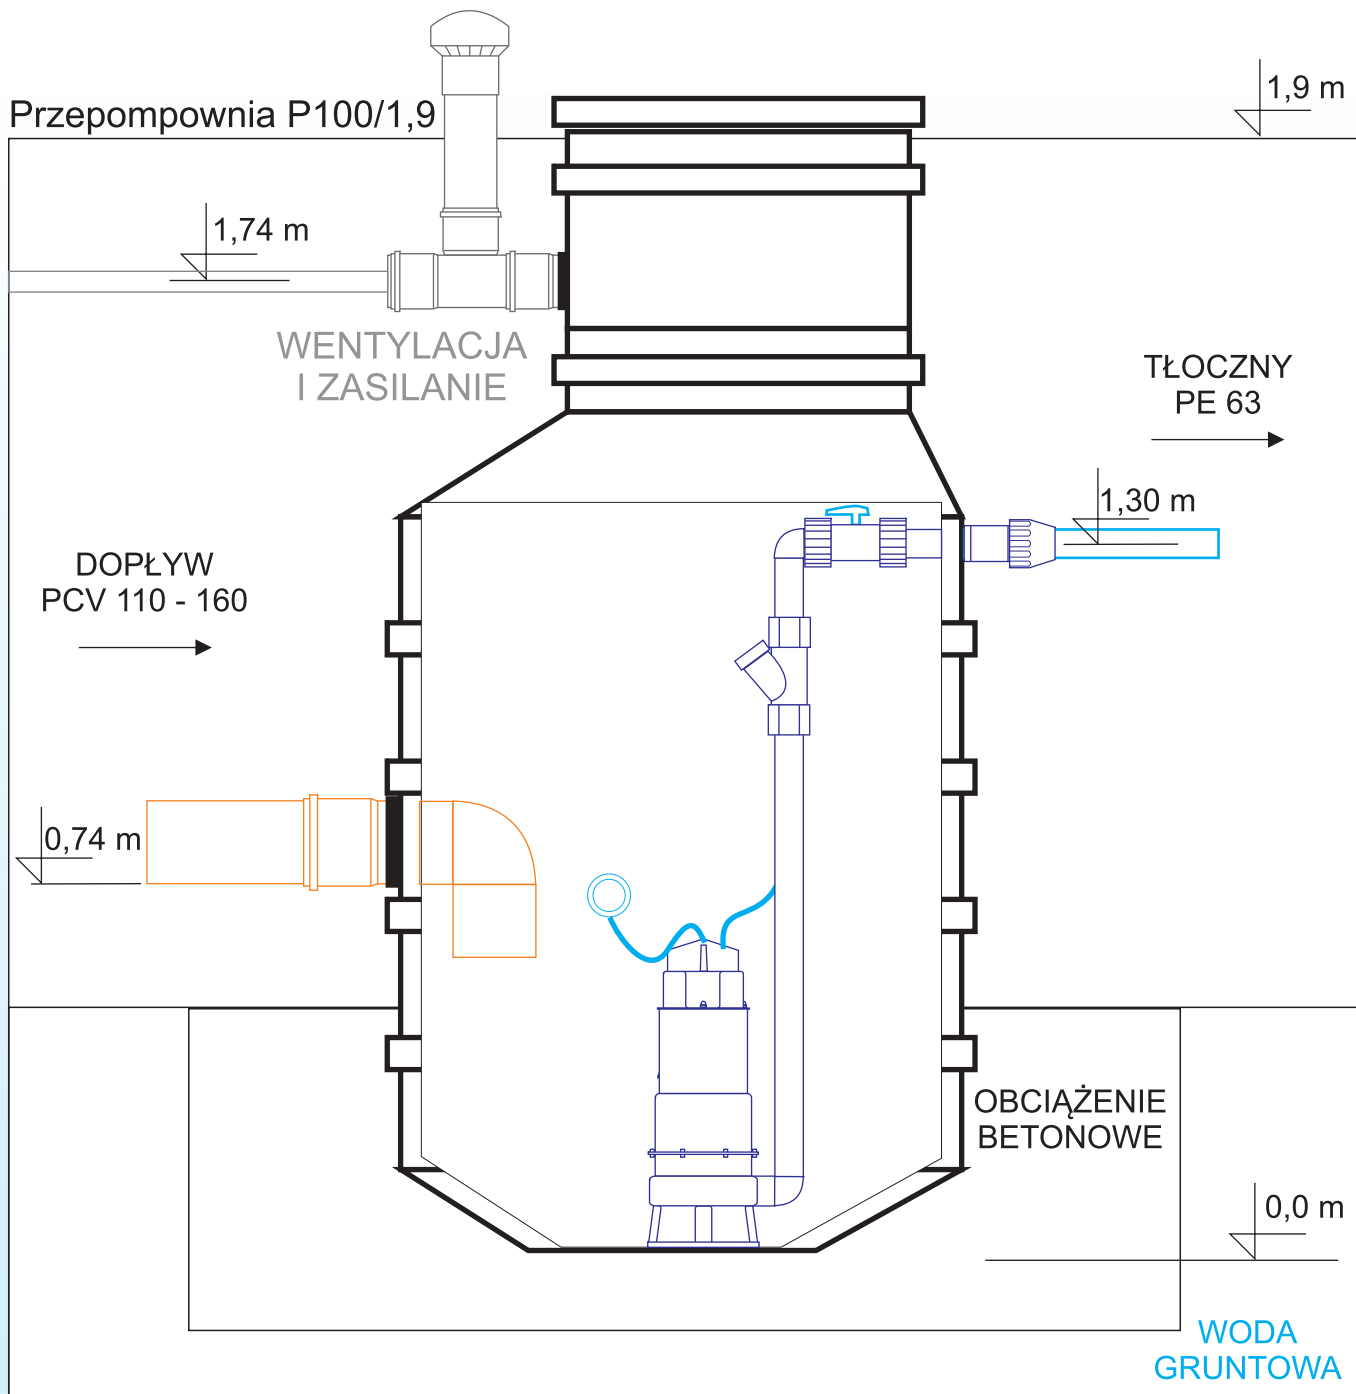 Przepompownia P100/1,9
1,9 m
1,74 m
WENTYLACJA
I ZASILANIE
TŁOCZNY
PE 63
1,30 m
DOPŁYW
PCV 110 - 160
0,74 m
OBCIĄŻENIE
BETONOWE
0,0 m
WODA
GRUNTOWA